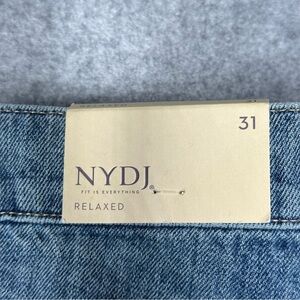 31
NYDJ®
FIT IS EVERYTHING
RELAXED